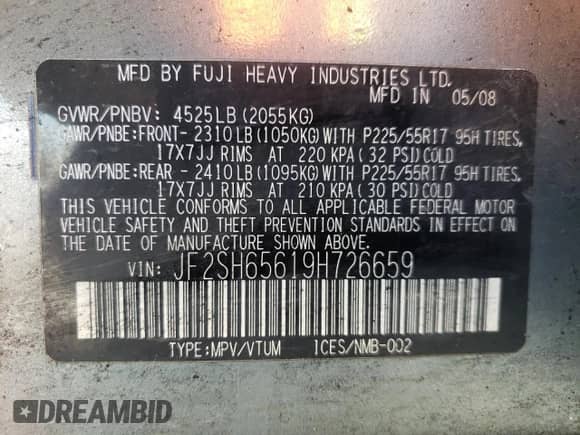 MFD BY FUJI HEAVY INDUSTRIES LTD.
MFD IN 05/08
GVWR/PNBV: 4525LB (2055KG)
GAWR/PNBE:FRONT- 2310LB (1050KG) WITH P225/55R17 95H TIRES,
17X7JJ RIMS AT 220 KPA (32 PSI) COLD
GAWR/PNBE:REAR - 2410LB (1095KG) WITH P225/55R17 95H TIRES,
17X7JJ RIMS AT 210 KPA (30 PSI) COLD
THIS VEHICLE CONFORMS TO ALL APPLICABLE FEDERAL MOTOR
VEHICLE SAFETY AND THEFT PREVENTION STANDARDS IN EFFECT ON
THE DATE OF MANUFACTURE SHOWN ABOVE.
VIN: JF2SH65619H726659
TYPE:MPV/VTUM ICES/NMB-002
DREAMBID